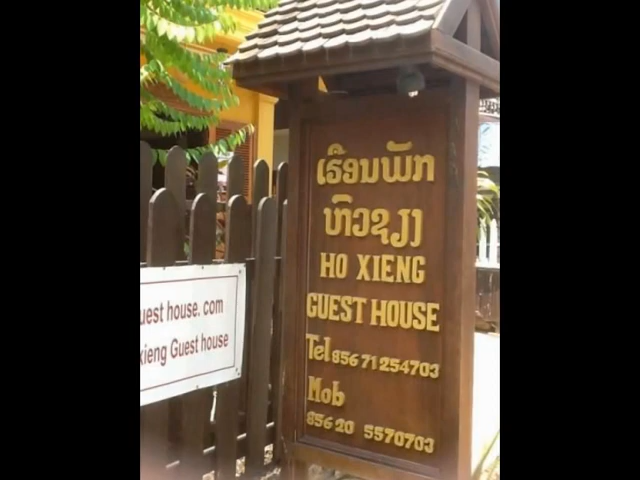 ເຮືອນພັກ
ຫົວຊຽງ
HO XIENG
GUEST HOUSE
Tel 856 71 254703
Mob
856 20 5570703
uest house. com
xieng Guest house